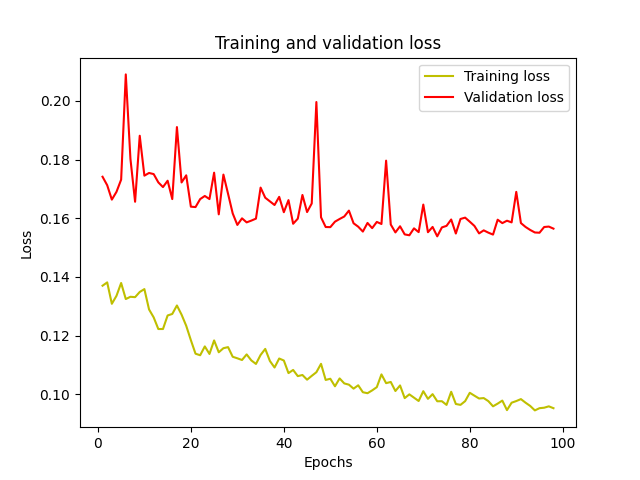 Training and validation loss
Training loss
Validation loss
0.20
0.18
0.16
0.14
0.12
0.10
Loss
0
20
40
60
80
100
Epochs